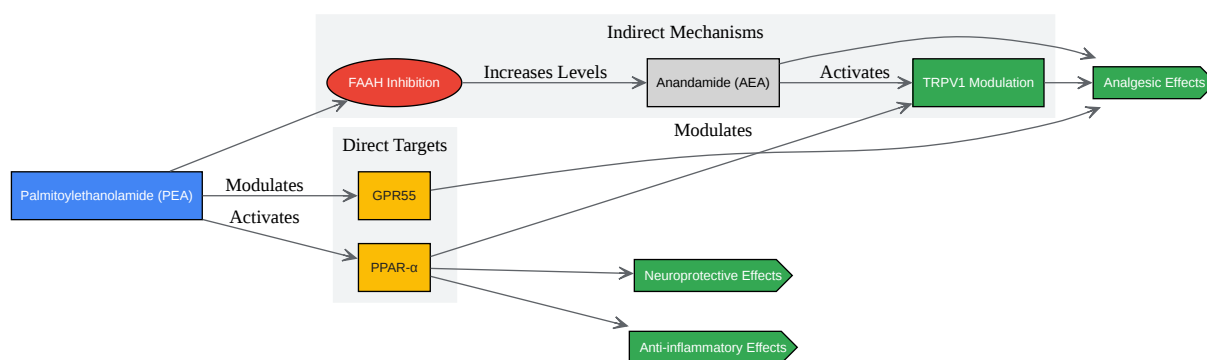 Indirect Mechanisms
FAAH Inhibition
Increases Levels
Anandamide (AEA)
Activates
TRPV1 Modulation
Analgesic Effects
Modulates
Direct Targets
Palmitoylethanolamide (PEA)
Modulates
GPR55
Activates
PPAR-α
Neuroprotective Effects
Anti-inflammatory Effects